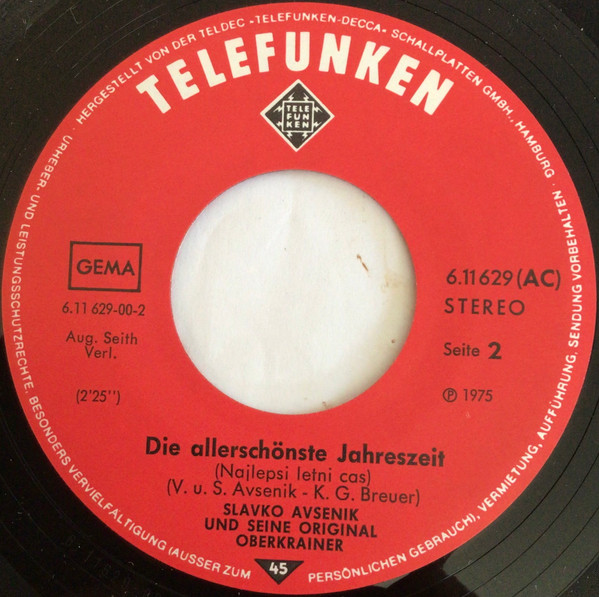 HERGESTELLT VON DER TELDEC »TELEFUNKEN-DECCA« SCHALLPLATTEN GMBH., HAMBURG · URHEBER- UND LEISTUNGSSCHUTZRECHTE, BESONDERS VERVIELFÄLTIGUNG (AUSSER ZUM PERSÖNLICHEN GEBRAUCH), VERMIETUNG, AUFFÜHRUNG, SENDUNG VORBEHALTEN ·
TELEFUNKEN
TELE
FUN
KEN
GEMA
6.11 629-00-2
Aug. Seith
Verl.
(2'25'')
6.11629 (AC)
STEREO
Seite 2
℗ 1975
Die allerschönste Jahreszeit
(Najlepsi letni cas)
(V. u. S. Avsenik - K. G. Breuer)
SLAVKO AVSENIK
UND SEINE ORIGINAL
OBERKRAINER
45